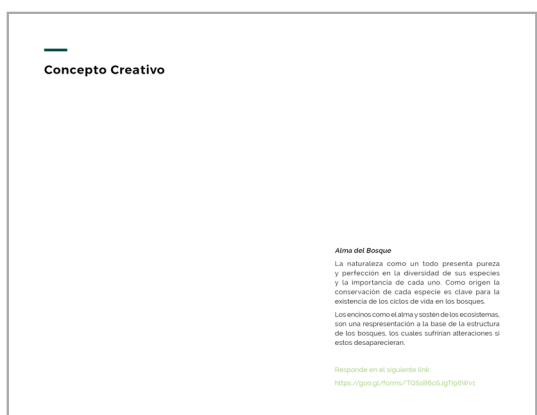 Concepto Creativo
Alma del Bosque
La naturaleza como un todo presenta pureza
y perfección en la diversidad de sus especies
y la importancia de cada uno. Como origen la
conservación de cada especie es clave para la
existencia de los ciclos de vida en los bosques.
Los encinos como el alma y sostén de los ecosistemas,
son una respresentación a la base de la estructura
de los bosques, los cuales sufrirían alteraciones si
estos desaparecieran.
Responde en el siguiente link: